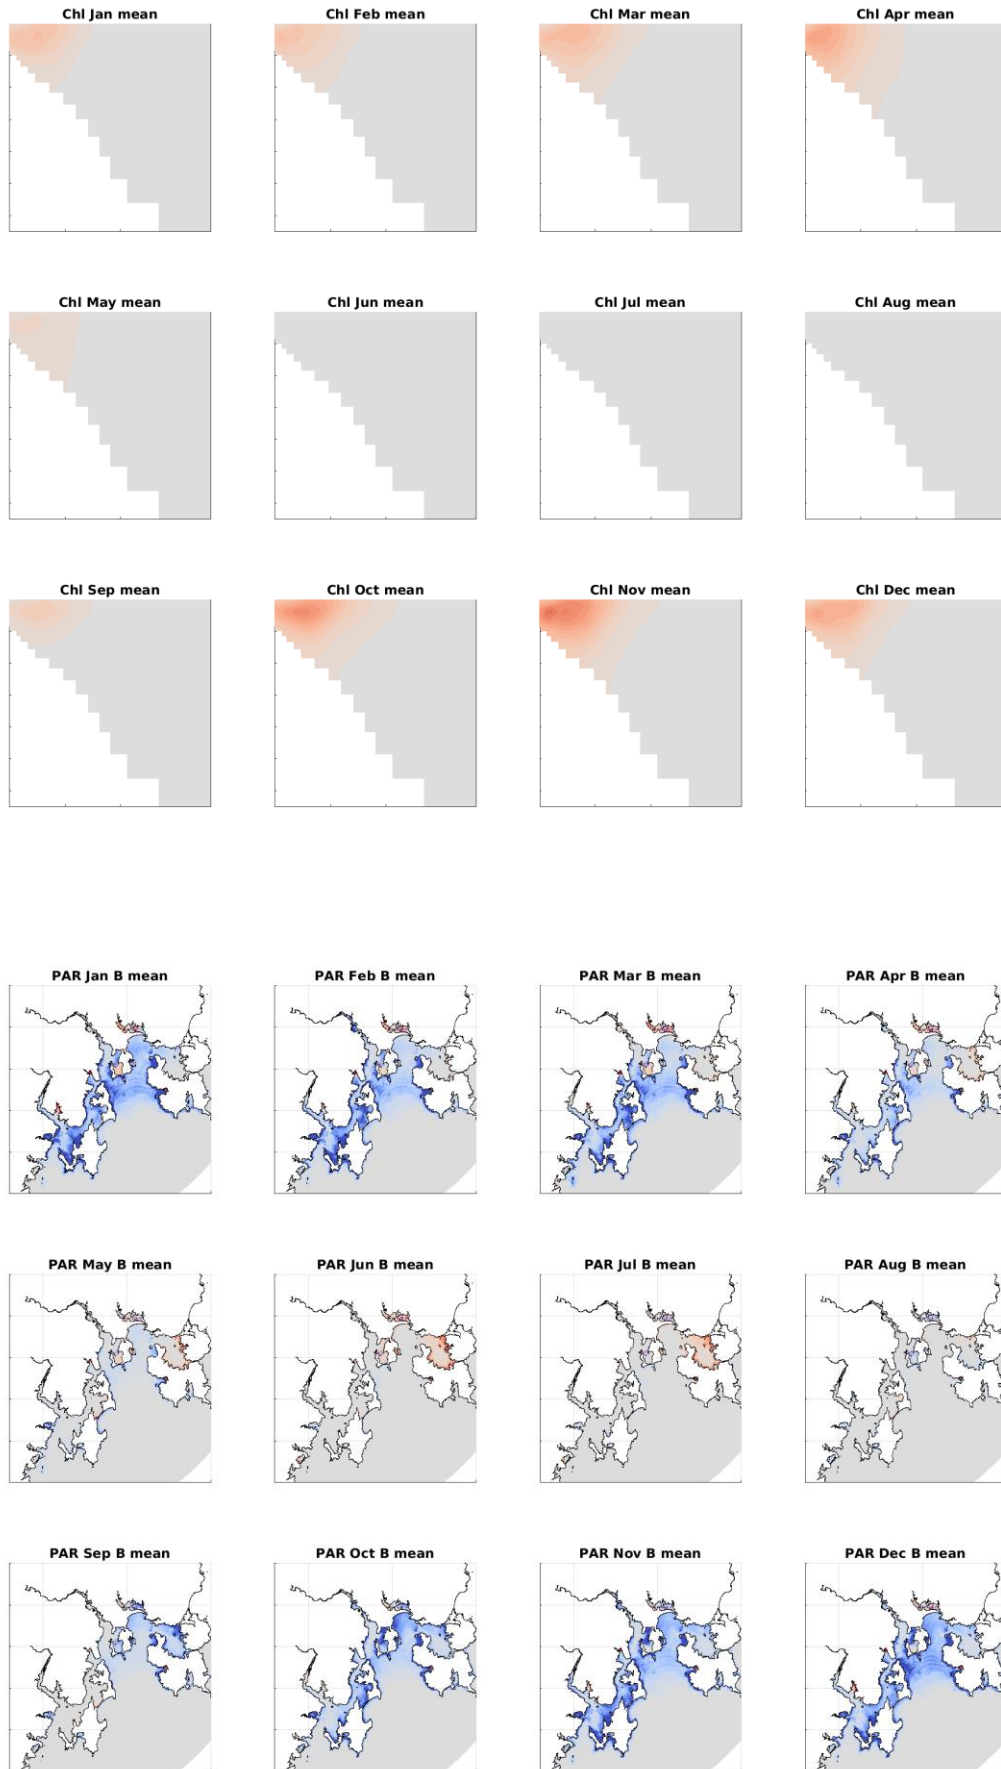 Chl Jan mean Chl Feb mean Chl Mar mean Chl Apr mean
Chl May mean Chl Jun mean Chl Jul mean Chl Aug mean
Chl Sep mean Chl Oct mean Chl Nov mean Chl Dec mean
PAR Jan B mean PAR Feb B mean PAR Mar B mean PAR Apr B mean
PAR May B mean PAR Jun B mean PAR Jul B mean PAR Aug B mean
PAR Sep B mean PAR Oct B mean PAR Nov B mean PAR Dec B mean